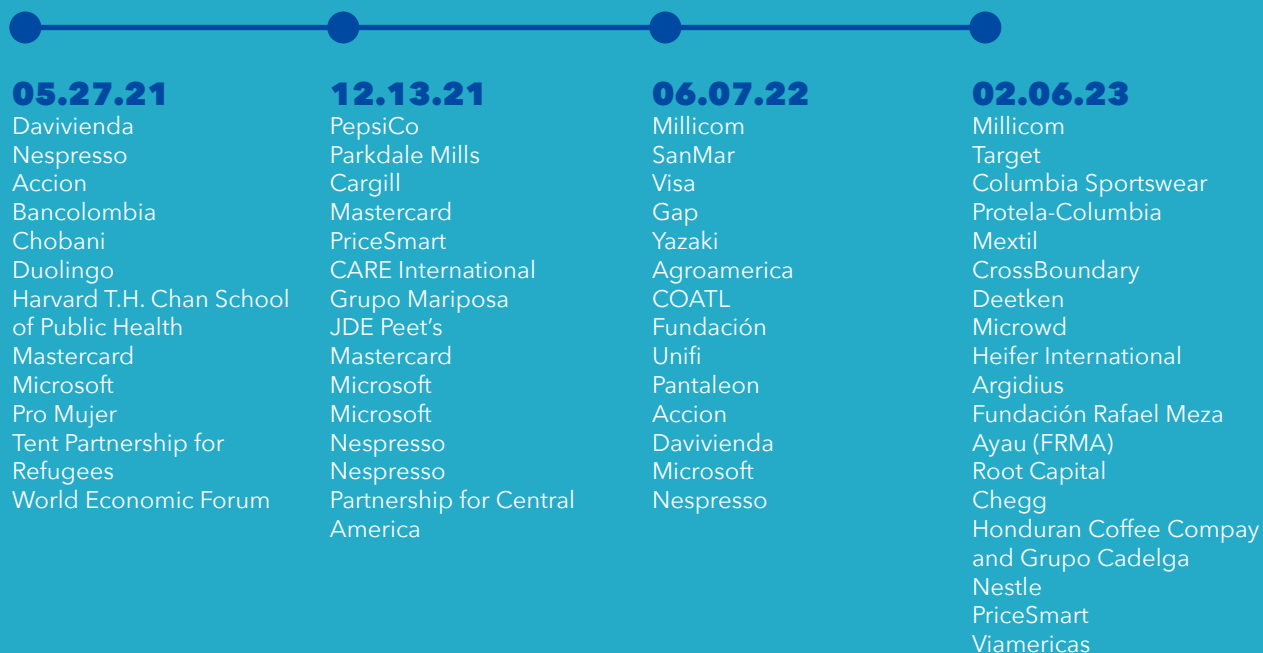 05.27.21
Davivienda
Nespresso
Accion
Bancolombia
Chobani
Duolingo
Harvard T.H. Chan School
of Public Health
Mastercard
Microsoft
Pro Mujer
Tent Partnership for
Refugees
World Economic Forum
12.13.21
PepsiCo
Parkdale Mills
Cargill
Mastercard
PriceSmart
CARE International
Grupo Mariposa
JDE Peet’s
Mastercard
Microsoft
Microsoft
Nespresso
Nespresso
Partnership for Central
America
06.07.22
Millicom
SanMar
Visa
Gap
Yazaki
Agroamerica
COATL
Fundación
Unifi
Pantaleon
Accion
Davivienda
Microsoft
Nespresso
02.06.23
Millicom
Target
Columbia Sportswear
Protela-Columbia
Mextil
CrossBoundary
Deetken
Microwd
Heifer International
Argidius
Fundación Rafael Meza
Ayau (FRMA)
Root Capital
Chegg
Honduran Coffee Compay
and Grupo Cadelga
Nestle
PriceSmart
Viamericas